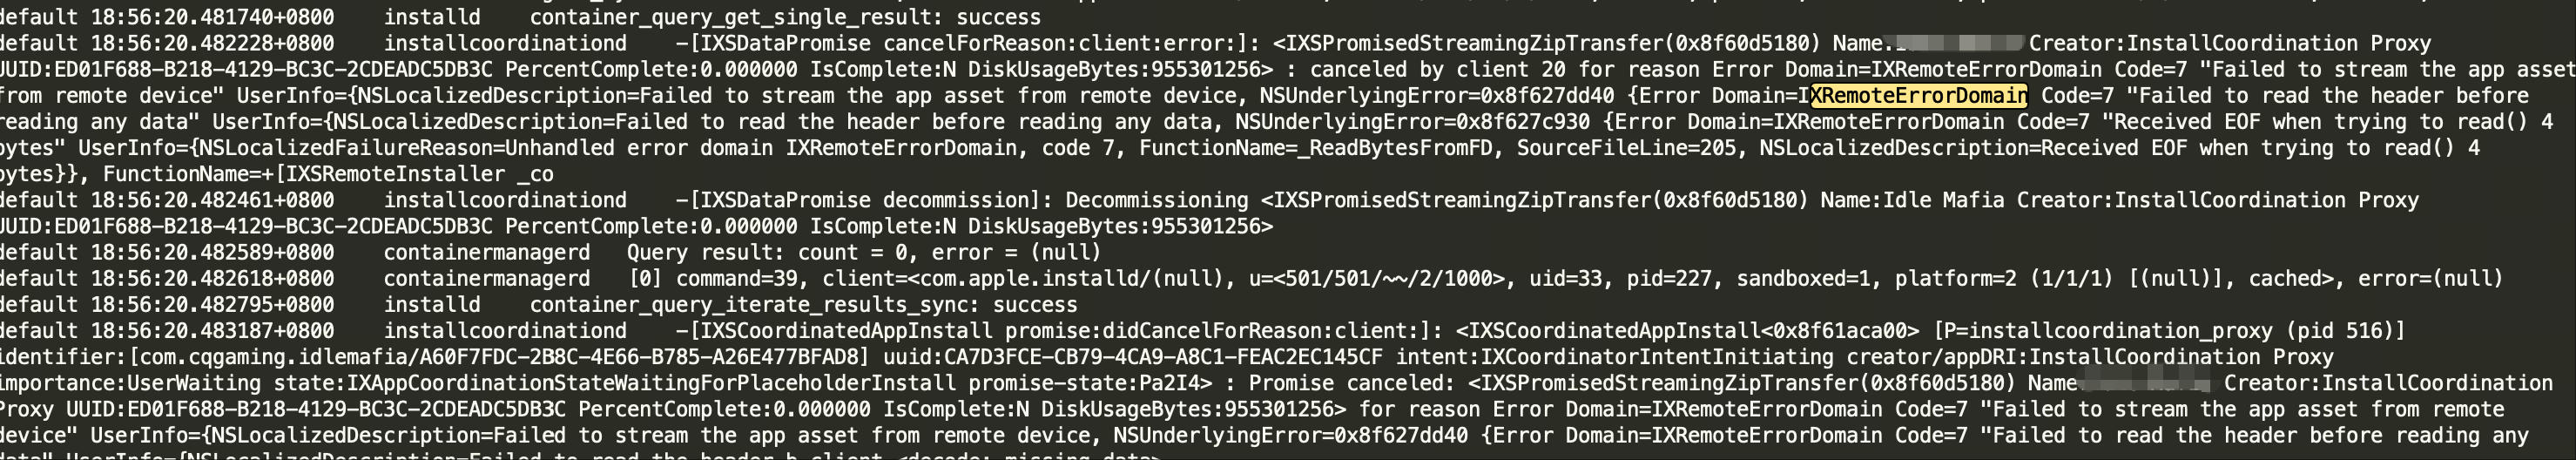 default 18:56:20.481740+0800 installd container_query_get_single_result: success
default 18:56:20.482228+0800 installcoordinationd -[IXSDataPromise cancelForReason:client:error:]: <IXSPromisedStreamingZipTransfer(0x8f60d5180) Name: Creator:InstallCoordination Proxy
UUID:ED01F688-B218-4129-BC3C-2CDEADC5DB3C PercentComplete:0.000000 IsComplete:N DiskUsageBytes:955301256> : canceled by client 20 for reason Error Domain=IXRemoteErrorDomain Code=7 "Failed to stream the app asset
from remote device" UserInfo={NSLocalizedDescription=Failed to stream the app asset from remote device, NSUnderlyingError=0x8f627dd40 {Error Domain=IXRemoteErrorDomain Code=7 "Failed to read the header before
reading any data" UserInfo={NSLocalizedDescription=Failed to read the header before reading any data, NSUnderlyingError=0x8f627c930 {Error Domain=IXRemoteErrorDomain Code=7 "Received EOF when trying to read() 4
bytes" UserInfo={NSLocalizedFailureReason=Unhandled error domain IXRemoteErrorDomain, code 7, FunctionName=_ReadBytesFromFD, SourceFileLine=205, NSLocalizedDescription=Received EOF when trying to read() 4
bytes}}, FunctionName=+[IXSRemoteInstaller _co
default 18:56:20.482461+0800 installcoordinationd -[IXSDataPromise decommission]: Decommissioning <IXSPromisedStreamingZipTransfer(0x8f60d5180) Name:Idle Mafia Creator:InstallCoordination Proxy
UUID:ED01F688-B218-4129-BC3C-2CDEADC5DB3C PercentComplete:0.000000 IsComplete:N DiskUsageBytes:955301256>
default 18:56:20.482589+0800 containermanagerd Query result: count = 0, error = (null)
default 18:56:20.482618+0800 containermanagerd [0] command=39, client=<com.apple.installd/(null), u=<501/501/~~/2/1000>, uid=33, pid=227, sandboxed=1, platform=2 (1/1/1) [(null)], cached>, error=(null)
default 18:56:20.482795+0800 installd container_query_iterate_results_sync: success
default 18:56:20.483187+0800 installcoordinationd -[IXSCoordinatedAppInstall promise:didCancelForReason:client:]: <IXSCoordinatedAppInstall<0x8f61aca00> [P=installcoordination_proxy (pid 516)]
identifier:[com.cqgaming.idlemafia/A60F7FDC-2B8C-4E66-B785-A26E477BFAD8] uuid:CA7D3FCE-CB79-4CA9-A8C1-FEAC2EC145CF intent:IXCoordinatorIntentInitiating creator/appDRI:InstallCoordination Proxy
importance:UserWaiting state:IXAppCoordinationStateWaitingForPlaceholderInstall promise-state:Pa2I4> : Promise canceled: <IXSPromisedStreamingZipTransfer(0x8f60d5180) Name Creator:InstallCoordination
Proxy UUID:ED01F688-B218-4129-BC3C-2CDEADC5DB3C PercentComplete:0.000000 IsComplete:N DiskUsageBytes:955301256> for reason Error Domain=IXRemoteErrorDomain Code=7 "Failed to stream the app asset from remote
device" UserInfo={NSLocalizedDescription=Failed to stream the app asset from remote device, NSUnderlyingError=0x8f627dd40 {Error Domain=IXRemoteErrorDomain Code=7 "Failed to read the header before reading any
data" UserInfo={NSLocalizedDescription=Failed to read the header b client <decode: missing data>